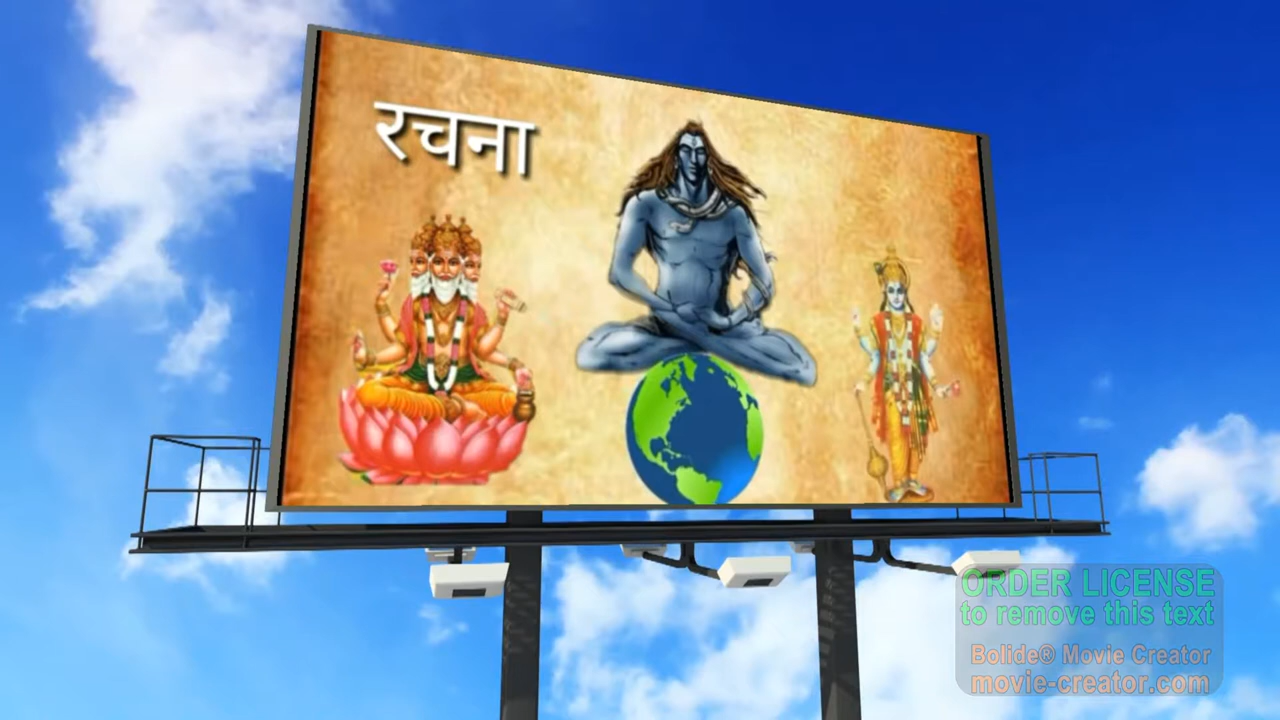 रचना
ORDER LICENSE
to remove this text
Bolide® Movie Creator
movie-creator.com